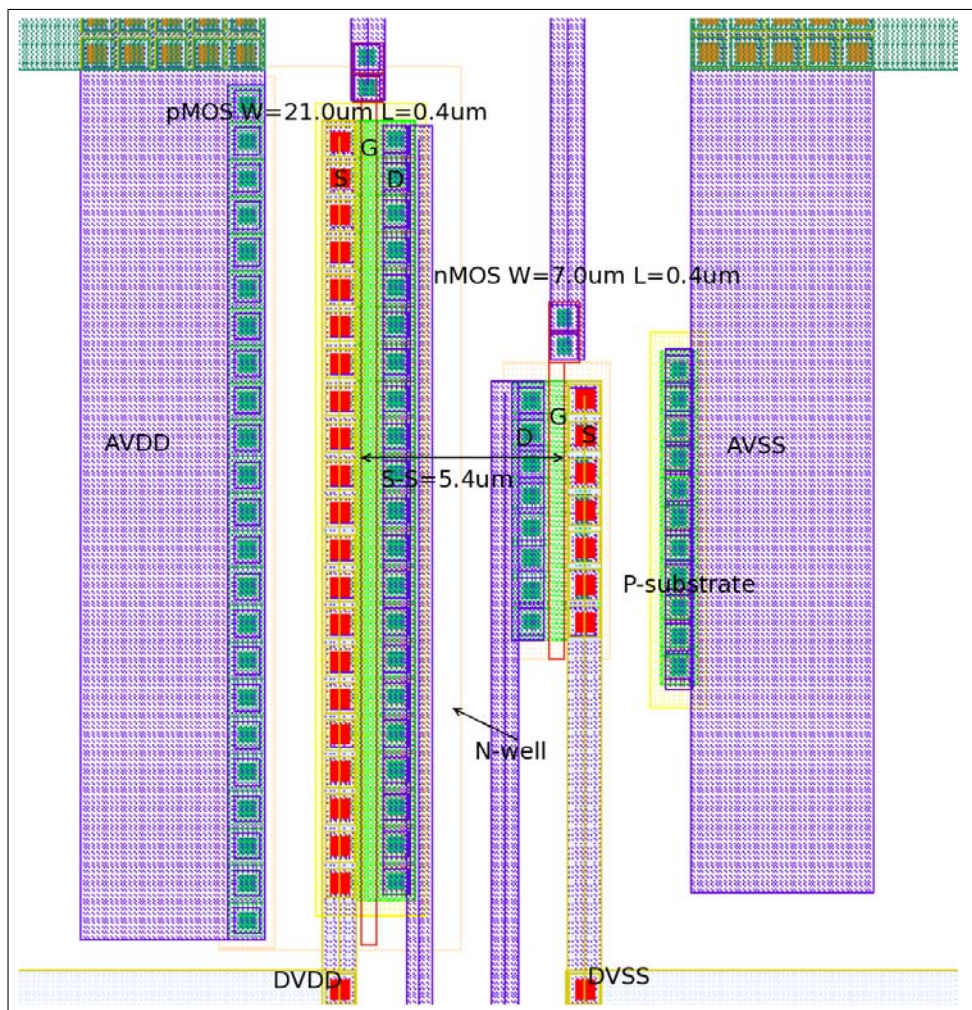 pMOS W=21.0um L=0.4um
G
S
D
nMOS W=7.0um L=0.4um
G
D
S
AVDD
AVSS
S-S=5.4um
P-substrate
N-well
DVDD
DVSS